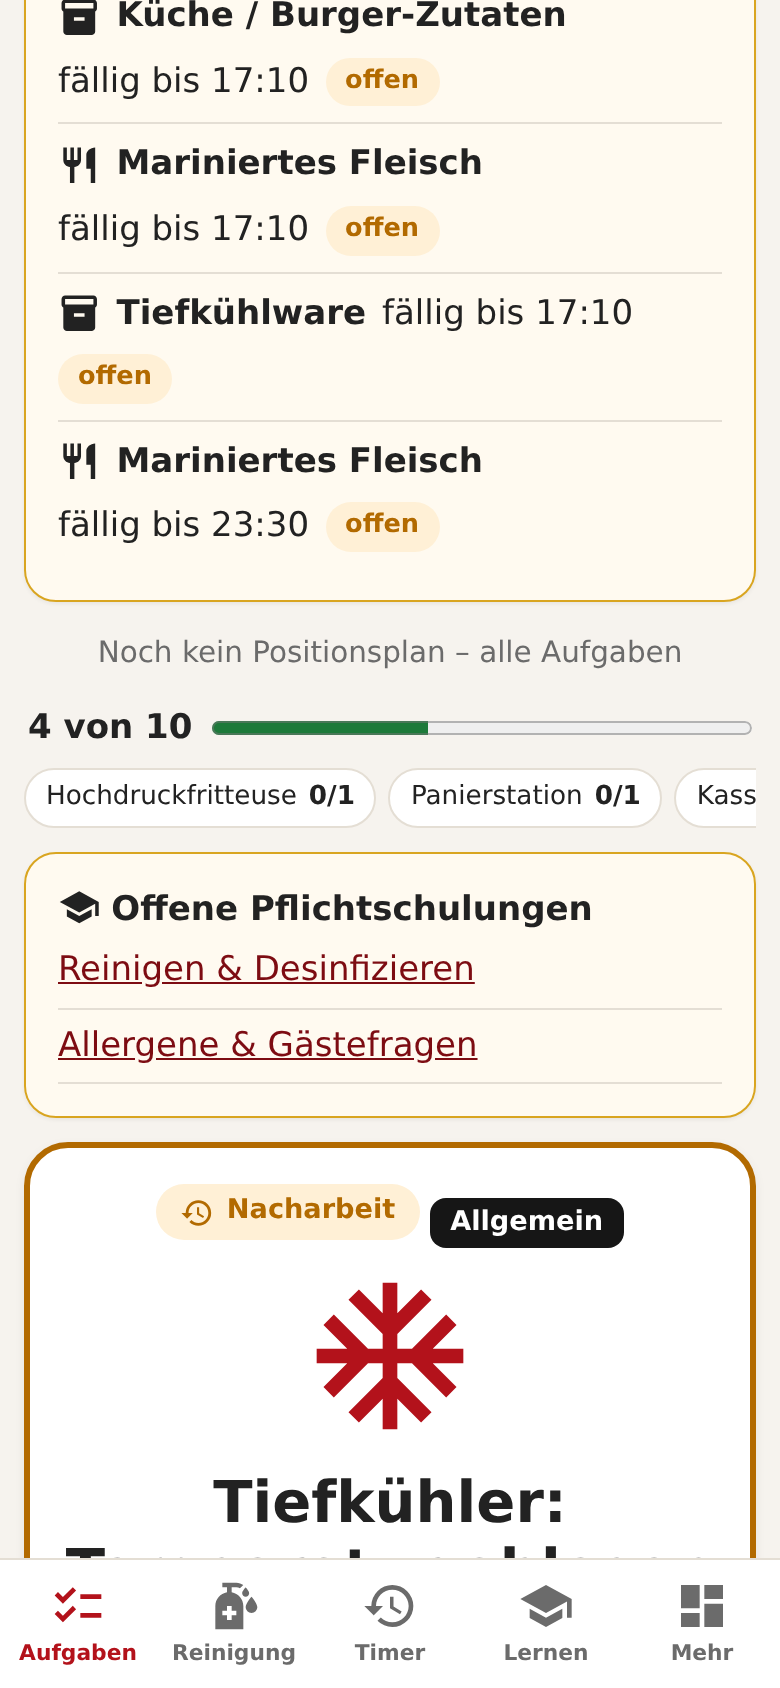 Küche / Burger-Zutaten
fällig bis 17:10 offen
Mariniertes Fleisch
fällig bis 17:10 offen
Tiefkühlware fällig bis 17:10
offen
Mariniertes Fleisch
fällig bis 23:30 offen
Noch kein Positionsplan – alle Aufgaben
4 von 10
Hochdruckfritteuse 0/1 Panierstation 0/1 Kass
Offene Pflichtschulungen
Reinigen & Desinfizieren
Allergene & Gästefragen
Nacharbeit Allgemein
Tiefkühler:
Aufgaben Reinigung Timer Lernen Mehr